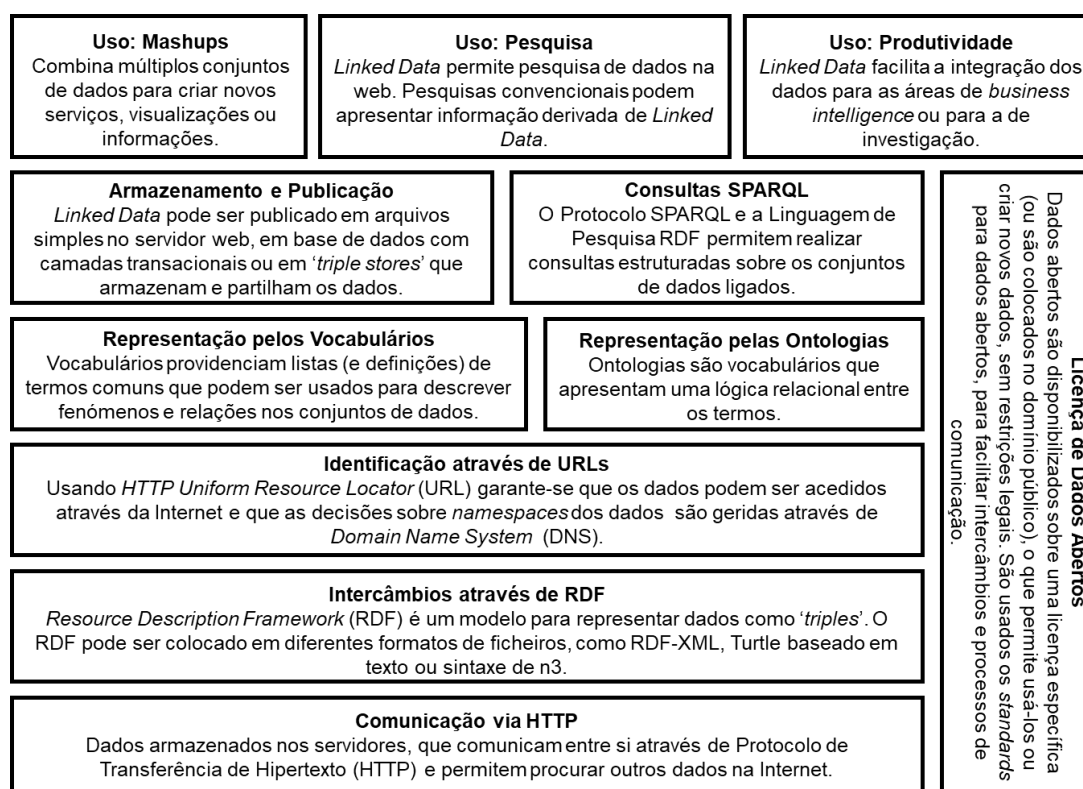 Uso: Mashups
Combina múltiplos conjuntos
de dados para criar novos
serviços, visualizações ou
informações.
Uso: Pesquisa
Linked Data permite pesquisa de dados na
web. Pesquisas convencionais podem
apresentar informação derivada de Linked
Data.
Uso: Produtividade
Linked Data facilita a integração dos
dados para as áreas de business
intelligence ou para a de
investigação.
Armazenamento e Publicação
Linked Data pode ser publicado em arquivos
simples no servidor web, em base de dados com
camadas transacionais ou em ‘triple stores’ que
armazenam e partilham os dados.
Consultas SPARQL
O Protocolo SPARQL e a Linguagem de
Pesquisa RDF permitem realizar
consultas estruturadas sobre os conjuntos
de dados ligados.
Representação pelos Vocabulários
Vocabulários providenciam listas (e definições) de
termos comuns que podem ser usados para descrever
fenómenos e relações nos conjuntos de dados.
Representação pelas Ontologias
Ontologias são vocabulários que
apresentam uma lógica relacional entre
os termos.
Identificação através de URLs
Usando HTTP Uniform Resource Locator (URL) garante-se que os dados podem ser acedidos
através da Internet e que as decisões sobre namespaces dos dados são geridas através de
Domain Name System (DNS).
Intercâmbios através de RDF
Resource Description Framework (RDF) é um modelo para representar dados como ‘triples’. O
RDF pode ser colocado em diferentes formatos de ficheiros, como RDF-XML, Turtle baseado em
texto ou sintaxe de n3.
Comunicação via HTTP
Dados armazenados nos servidores, que comunicam entre si através de Protocolo de
Transferência de Hipertexto (HTTP) e permitem procurar outros dados na Internet.
Licença de Dados Abertos
Dados abertos são disponibilizados sobre uma licença específica
(ou são colocados no domínio público), o que permite usá-los ou
criar novos dados, sem restrições legais. São usados os standards
para dados abertos, para facilitar intercâmbios e processos de
comunicação.